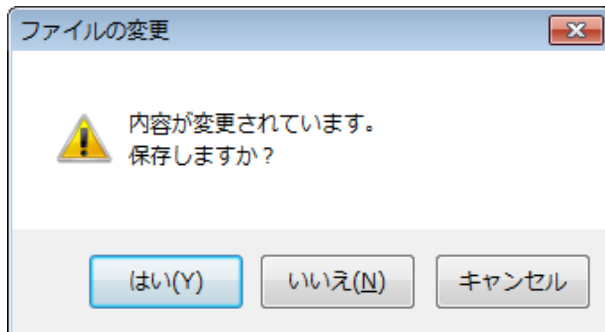 ファイルの変更
内容が変更されています。
保存しますか？
はい(Y)
いいえ(N)
キャンセル